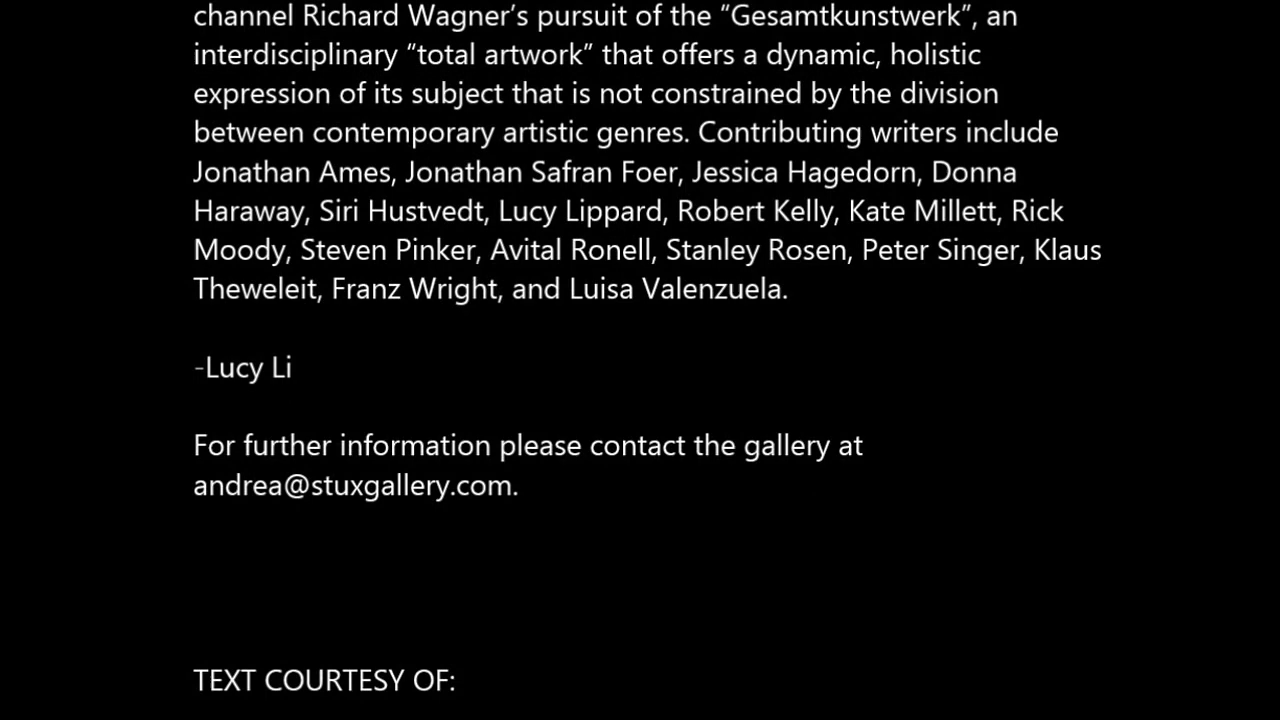 channel Richard Wagner’s pursuit of the “Gesamtkunstwerk”, an
interdisciplinary “total artwork” that offers a dynamic, holistic
expression of its subject that is not constrained by the division
between contemporary artistic genres. Contributing writers include
Jonathan Ames, Jonathan Safran Foer, Jessica Hagedorn, Donna
Haraway, Siri Hustvedt, Lucy Lippard, Robert Kelly, Kate Millett, Rick
Moody, Steven Pinker, Avital Ronell, Stanley Rosen, Peter Singer, Klaus
Theweleit, Franz Wright, and Luisa Valenzuela.
-Lucy Li
For further information please contact the gallery at
andrea@stuxgallery.com.
TEXT COURTESY OF: